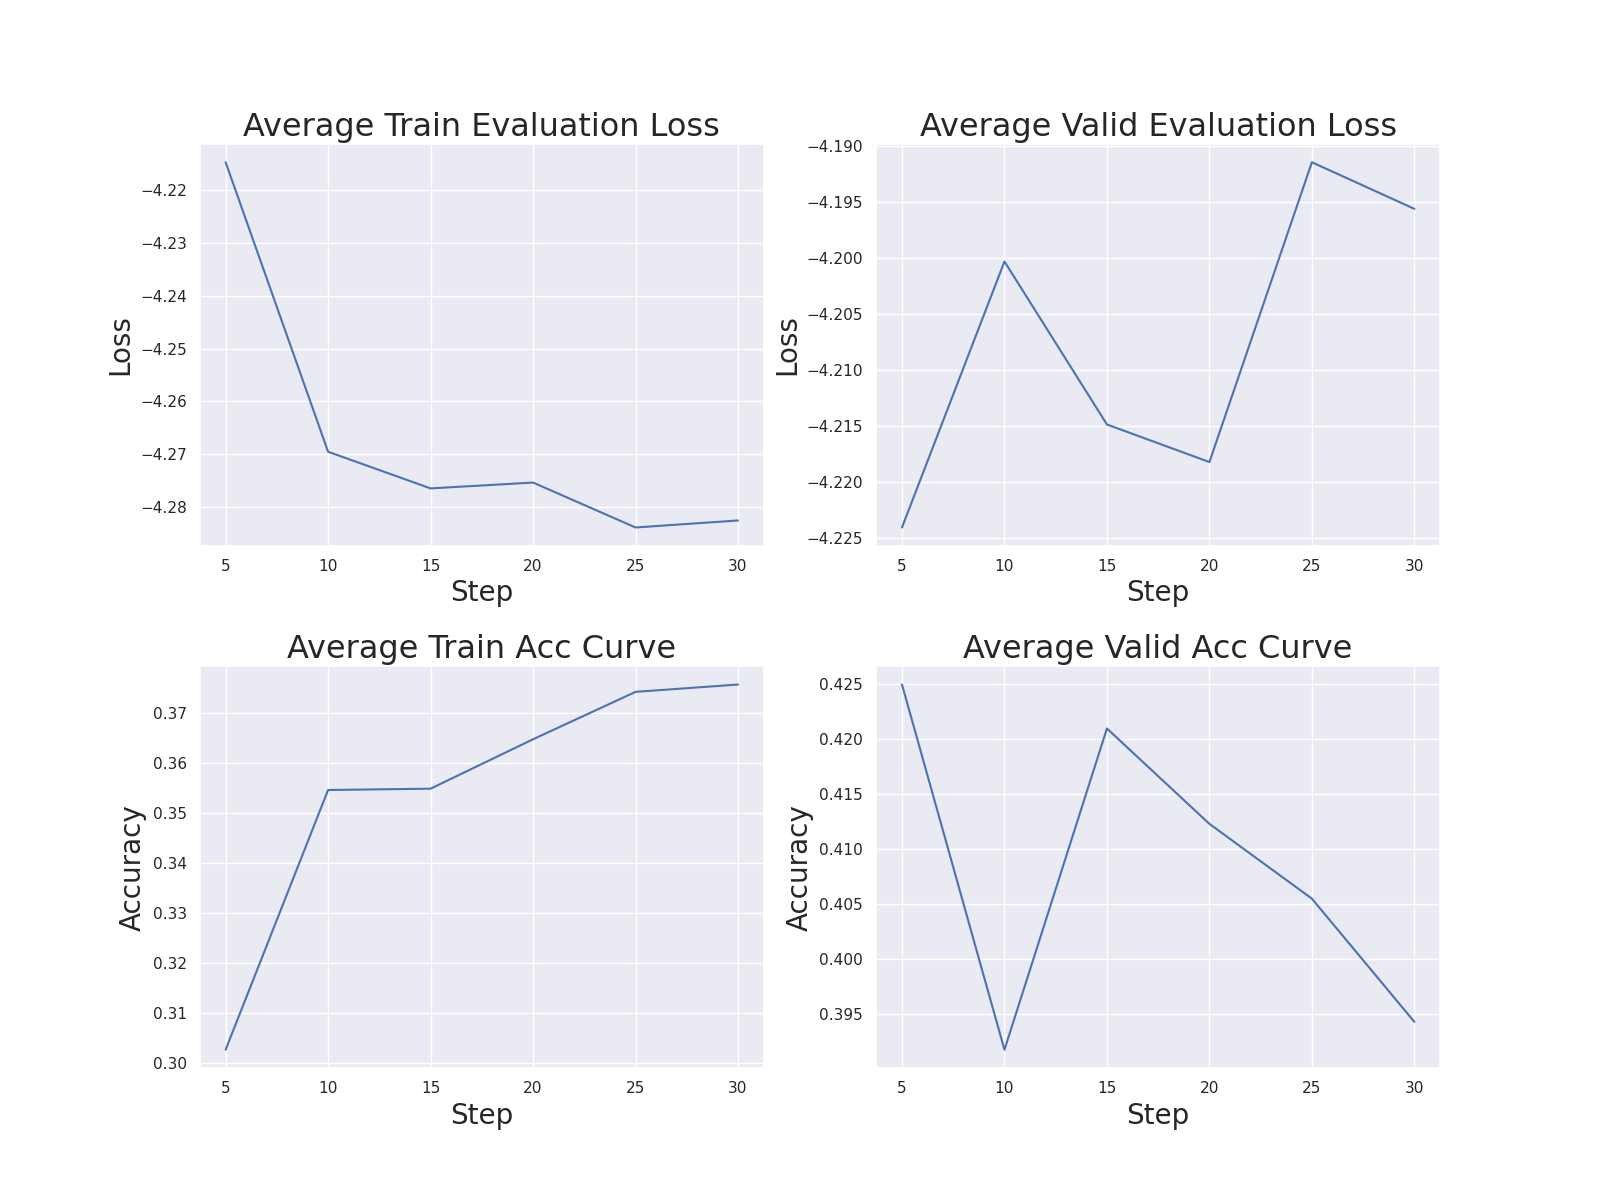 Average Train Evaluation Loss
Loss
−4.22
−4.23
−4.24
−4.25
−4.26
−4.27
−4.28
5 10 15 20 25 30
Step
Average Valid Evaluation Loss
Loss
−4.190
−4.195
−4.200
−4.205
−4.210
−4.215
−4.220
−4.225
5 10 15 20 25 30
Step
Average Train Acc Curve
Accuracy
0.37
0.36
0.35
0.34
0.33
0.32
0.31
0.30
5 10 15 20 25 30
Step
Average Valid Acc Curve
Accuracy
0.425
0.420
0.415
0.410
0.405
0.400
0.395
5 10 15 20 25 30
Step